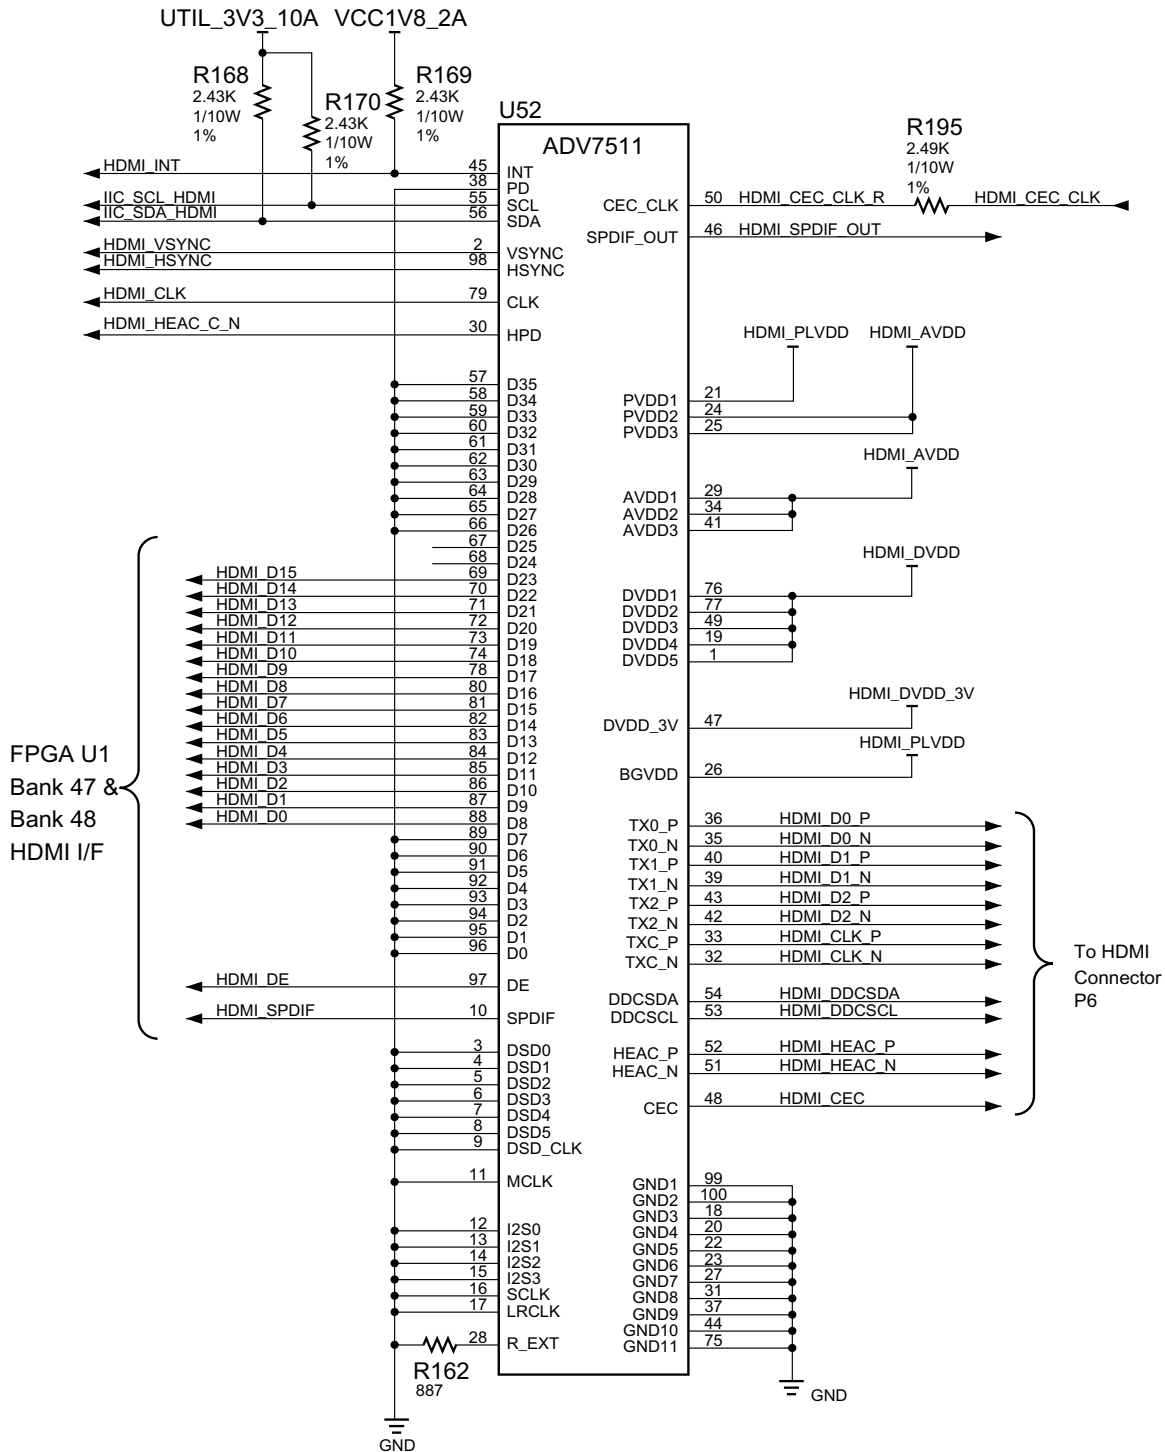 UTIL_3V3_10A VCC1V8_2A
R168
2.43K
1/10W
1%
R170
2.43K
1/10W
1%
R169
2.43K
1/10W
1%
U52
ADV7511
R195
2.49K
1/10W
1%
HDMI_INT 45 INT
38 PD
IIC_SCL_HDMI 55 SCL
IIC_SDA_HDMI 56 SDA
HDMI_VSYNC 2 VSYNC
HDMI_HSYNC 98 HSYNC
HDMI_CLK 79 CLK
HDMI_HEAC_C_N 30 HPD
57 D35
58 D34
59 D33
60 D32
61 D31
62 D30
63 D29
64 D28
65 D27
66 D26
67 D25
68 D24
HDMI_D15 69 D23
HDMI_D14 70 D22
HDMI_D13 71 D21
HDMI_D12 72 D20
HDMI_D11 73 D19
HDMI_D10 74 D18
HDMI_D9 78 D17
HDMI_D8 80 D16
HDMI_D7 81 D15
HDMI_D6 82 D14
HDMI_D5 83 D13
HDMI_D4 84 D12
HDMI_D3 85 D11
HDMI_D2 86 D10
HDMI_D1 87 D9
HDMI_D0 88 D8
89 D7
90 D6
91 D5
92 D4
93 D3
94 D2
95 D1
96 D0
HDMI_DE 97 DE
HDMI_SPDIF 10 SPDIF
FPGA U1
Bank 47 &
Bank 48
HDMI I/F
3 DSD0
4 DSD1
5 DSD2
6 DSD3
7 DSD4
8 DSD5
9 DSD_CLK
11 MCLK
12 I2S0
13 I2S1
14 I2S2
15 I2S3
16 SCLK
17 LRCLK
28 R_EXT
R162
887
GND
CEC_CLK 50 HDMI_CEC_CLK_R HDMI_CEC_CLK
SPDIF_OUT 46 HDMI_SPDIF_OUT
HDMI_PLVDD HDMI_AVDD
PVDD1 21
PVDD2 24
PVDD3 25
HDMI_AVDD
AVDD1 29
AVDD2 34
AVDD3 41
HDMI_DVDD
DVDD1 76
DVDD2 77
DVDD3 49
DVDD4 19
DVDD5 1
HDMI_DVDD_3V
DVDD_3V 47
HDMI_PLVDD
BGVDD 26
TX0_P 36 HDMI_D0_P
TX0_N 35 HDMI_D0_N
TX1_P 40 HDMI_D1_P
TX1_N 39 HDMI_D1_N
TX2_P 43 HDMI_D2_P
TX2_N 42 HDMI_D2_N
TXC_P 33 HDMI_CLK_P
TXC_N 32 HDMI_CLK_N
DDCSDA 54 HDMI_DDCSDA
DDCSCL 53 HDMI_DDCSCL
HEAC_P 52 HDMI_HEAC_P
HEAC_N 51 HDMI_HEAC_N
CEC 48 HDMI_CEC
To HDMI
Connector
P6
GND1 99
GND2 100
GND3 18
GND4 20
GND5 22
GND6 23
GND7 27
GND8 31
GND9 37
GND10 44
GND11 75
GND